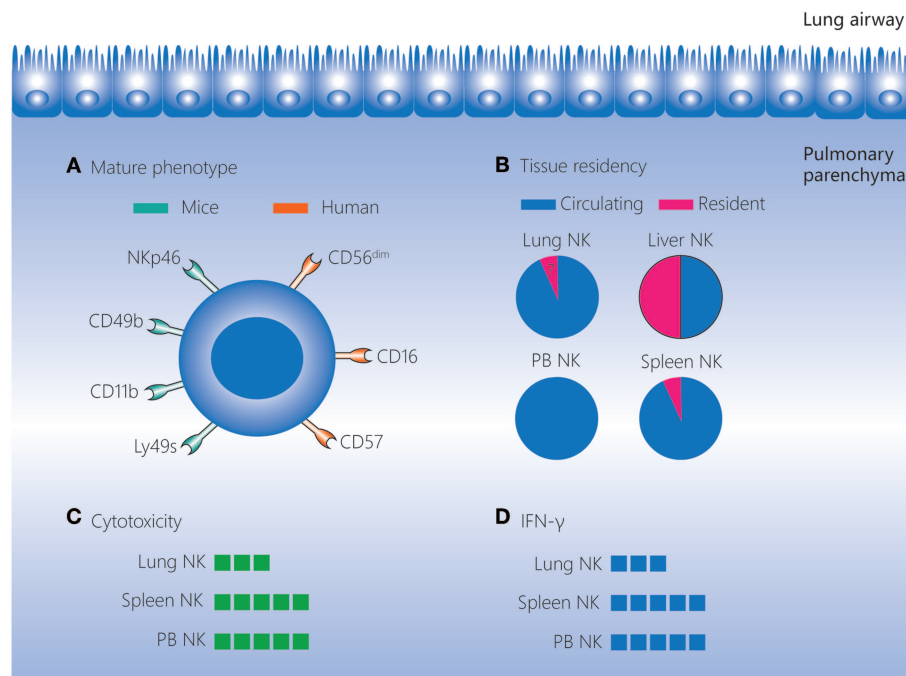 Lung airway
Pulmonary
parenchyma
A Mature phenotype
Mice
Human
NKp46
CD56dim
CD49b
CD16
CD11b
Ly49s
CD57
B Tissue residency
Circulating
Resident
Lung NK
Liver NK
PB NK
Spleen NK
C Cytotoxicity
Lung NK
Spleen NK
PB NK
D IFN-γ
Lung NK
Spleen NK
PB NK